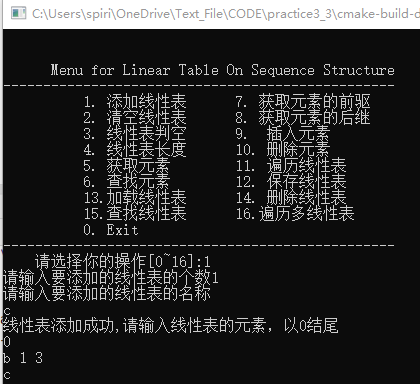 C:\Users\spiri\OneDrive\Text_File\CODE\practice3_3\cmake-build-d
Menu for Linear Table On Sequence Structure
-------------------------------------------------
1. 添加线性表 7. 获取元素的前驱
2. 清空线性表 8. 获取元素的后继
3. 线性表判空 9. 插入元素
4. 线性表长度 10. 删除元素
5. 获取元素 11. 遍历线性表
6. 查找元素 12. 保存线性表
13.加载线性表 14. 删除线性表
15.查找线性表 16.遍历多线性表
0. Exit
-------------------------------------------------
请选择你的操作[0~16]:1
请输入要添加的线性表的个数1
请输入要添加的线性表的名称
c
线性表添加成功,请输入线性表的元素，以0结尾
0
b 1 3
c